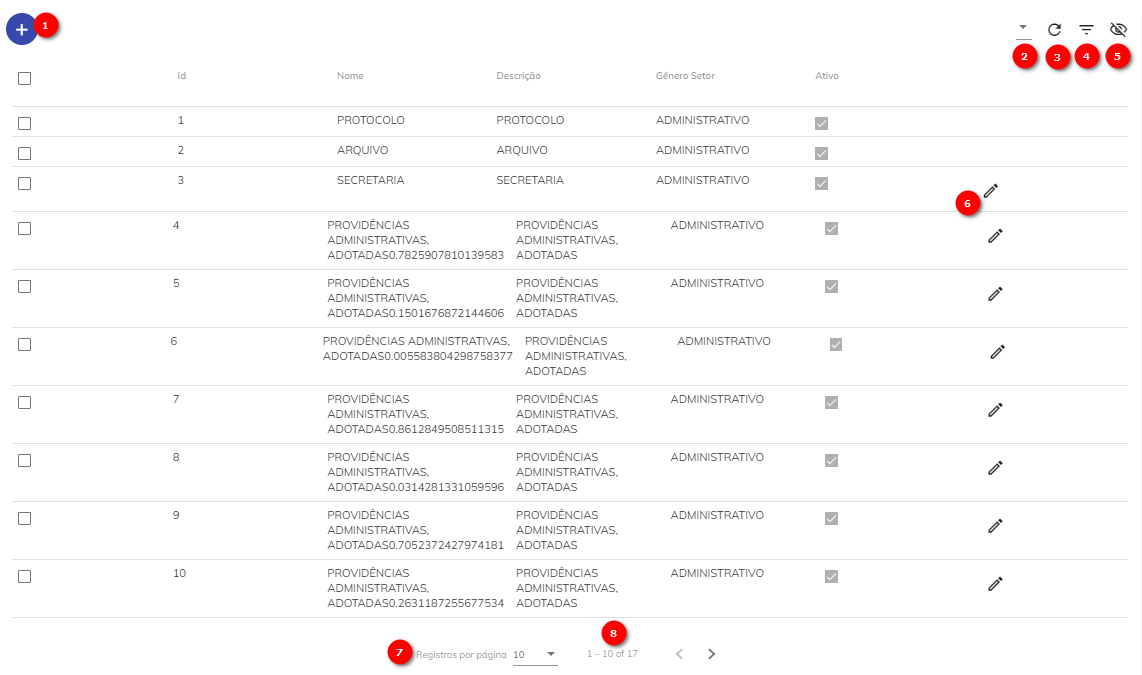 1
2
3
4
5
Id Nome Descrição Gênero Setor Ativo
1 PROTOCOLO PROTOCOLO ADMINISTRATIVO
2 ARQUIVO ARQUIVO ADMINISTRATIVO
3 SECRETARIA SECRETARIA ADMINISTRATIVO
6
4 PROVIDÊNCIAS PROVIDÊNCIAS ADMINISTRATIVO
ADMINISTRATIVAS, ADMINISTRATIVAS,
ADOTADAS0.7825907810139583 ADOTADAS
5 PROVIDÊNCIAS PROVIDÊNCIAS ADMINISTRATIVO
ADMINISTRATIVAS, ADMINISTRATIVAS,
ADOTADAS0.1501676872144606 ADOTADAS
6 PROVIDÊNCIAS ADMINISTRATIVAS, PROVIDÊNCIAS ADMINISTRATIVO
ADOTADAS0.005583804298758377 ADMINISTRATIVAS,
ADOTADAS
7 PROVIDÊNCIAS PROVIDÊNCIAS ADMINISTRATIVO
ADMINISTRATIVAS, ADMINISTRATIVAS,
ADOTADAS0.8612849508511315 ADOTADAS
8 PROVIDÊNCIAS PROVIDÊNCIAS ADMINISTRATIVO
ADMINISTRATIVAS, ADMINISTRATIVAS,
ADOTADAS0.0314281331059596 ADOTADAS
9 PROVIDÊNCIAS PROVIDÊNCIAS ADMINISTRATIVO
ADMINISTRATIVAS, ADMINISTRATIVAS,
ADOTADAS0.7052372427974181 ADOTADAS
10 PROVIDÊNCIAS PROVIDÊNCIAS ADMINISTRATIVO
ADMINISTRATIVAS, ADMINISTRATIVAS,
ADOTADAS0.2631187255677534 ADOTADAS
8
7 Registros por página 10 1 – 10 of 17